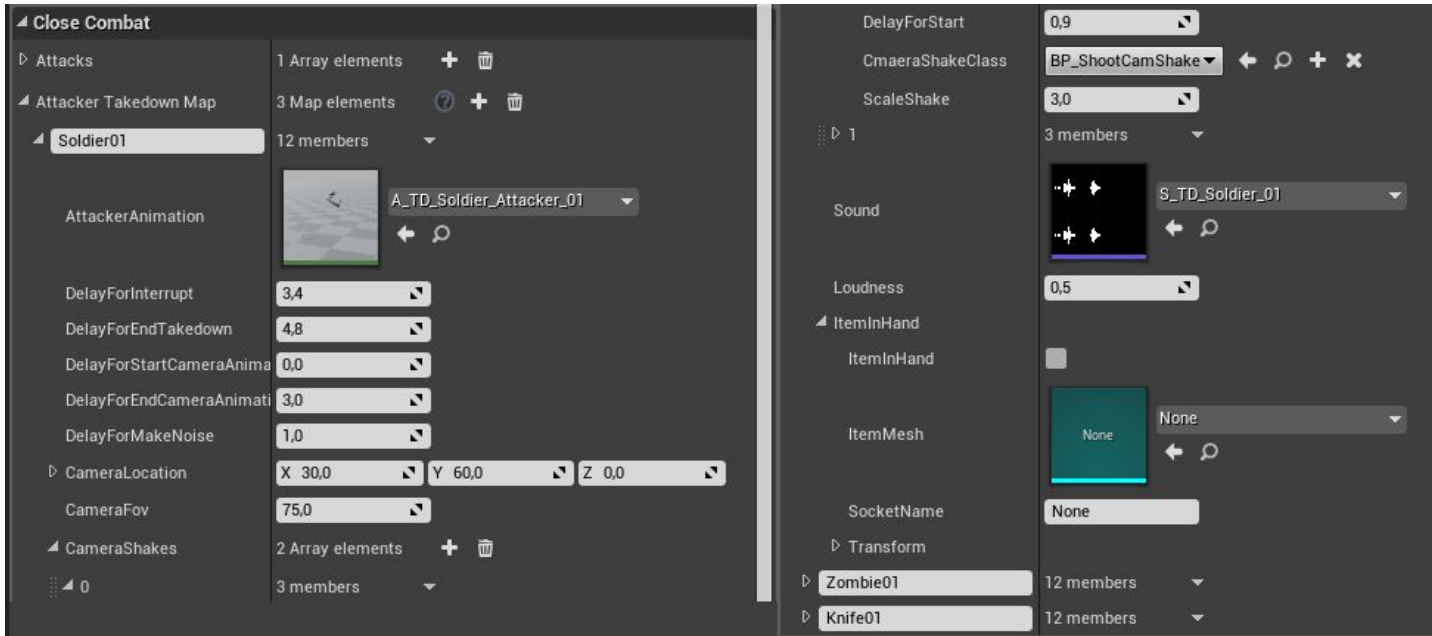 Close Combat
Attacks 1 Array elements
Attacker Takedown Map 3 Map elements
Soldier01 12 members
AttackerAnimation A_TD_Soldier_Attacker_01
DelayForInterrupt 3,4
DelayForEndTakedown 4,8
DelayForStartCameraAnima 0,0
DelayForEndCameraAnimati 3,0
DelayForMakeNoise 1,0
CameraLocation X 30,0 Y 60,0 Z 0,0
CameraFov 75,0
CameraShakes 2 Array elements
0 3 members
DelayForStart 0,9
CmaeraShakeClass BP_ShootCamShake
ScaleShake 3,0
1 3 members
Sound S_TD_Soldier_01
Loudness 0,5
ItemInHand
ItemInHand
ItemMesh None None
SocketName None
Transform
Zombie01 12 members
Knife01 12 members